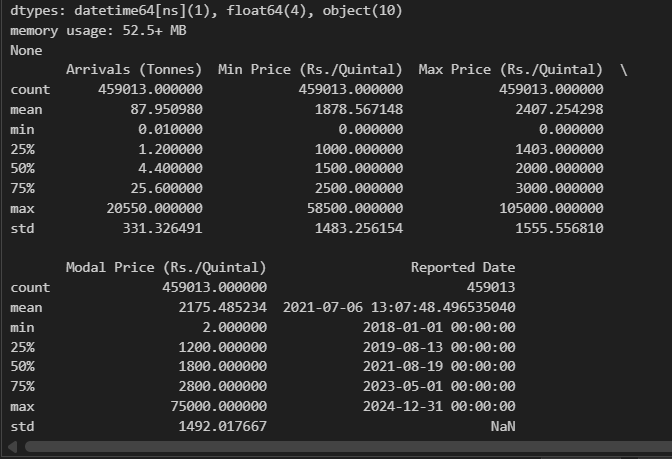 dtypes: datetime64[ns](1), float64(4), object(10)
memory usage: 52.5+ MB
None
       Arrivals (Tonnes)  Min Price (Rs./Quintal)  Max Price (Rs./Quintal)  \
count      459013.000000            459013.000000            459013.000000
mean           87.950980              1878.567148              2407.254298
min             0.010000                 0.000000                 0.000000
25%             1.200000              1000.000000              1403.000000
50%             4.400000              1500.000000              2000.000000
75%            25.600000              2500.000000              3000.000000
max         20550.000000             58500.000000            105000.000000
std           331.326491              1483.256154              1555.556810
       Modal Price (Rs./Quintal)                  Reported Date
count              459013.000000                         459013
mean                 2175.485234  2021-07-06 13:07:48.496535040
min                     2.000000            2018-01-01 00:00:00
25%                  1200.000000            2019-08-13 00:00:00
50%                  1800.000000            2021-08-19 00:00:00
75%                  2800.000000            2023-05-01 00:00:00
max                 75000.000000            2024-12-31 00:00:00
std                  1492.017667                            NaN